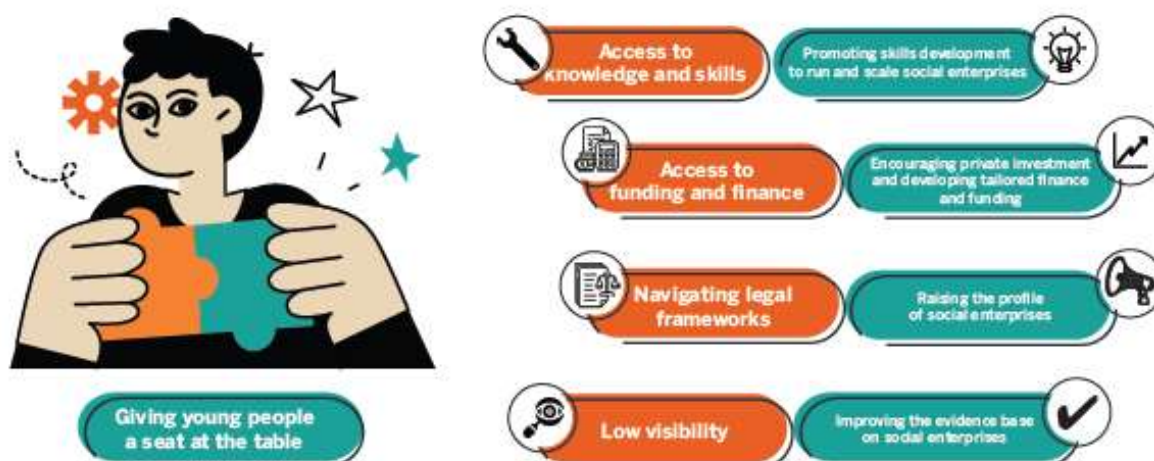 Access to
knowledge and skills
Promoting skills development
to run and scale social enterprises
Access to
funding and finance
Encouraging private investment
and developing tailored finance
and funding
Navigating legal
frameworks
Raising the profile
of social enterprises
Giving young people
a seat at the table
Low visibility
Improving the evidence base
on social enterprises